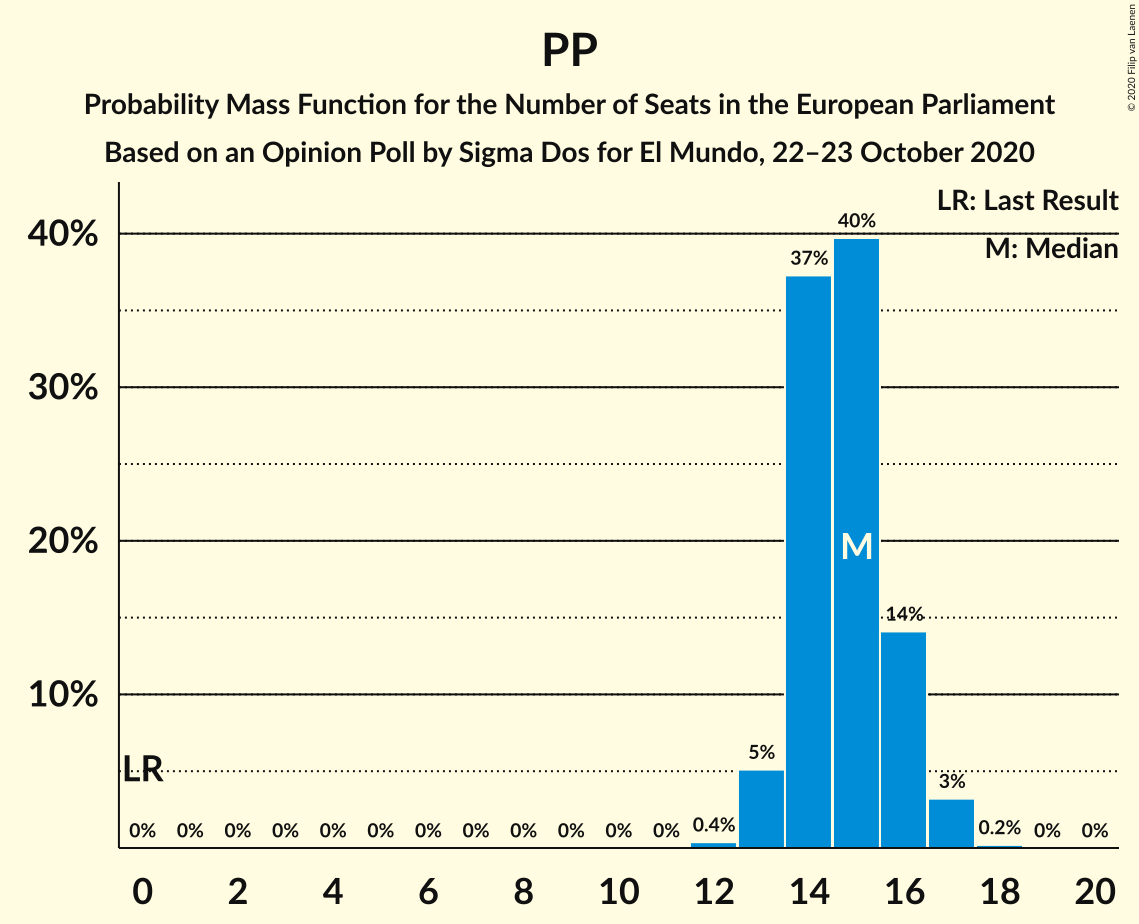 © 2020 Filip van Laenen
PP
Probability Mass Function for the Number of Seats in the European Parliament
Based on an Opinion Poll by Sigma Dos for El Mundo, 22–23 October 2020
LR: Last Result
M: Median
40%
30%
20%
10%
40%
37%
M
14%
5%
3%
LR
0% 0% 0% 0% 0% 0% 0% 0% 0% 0% 0% 0% 0.4% 0.2% 0% 0%
0 2 4 6 8 10 12 14 16 18 20